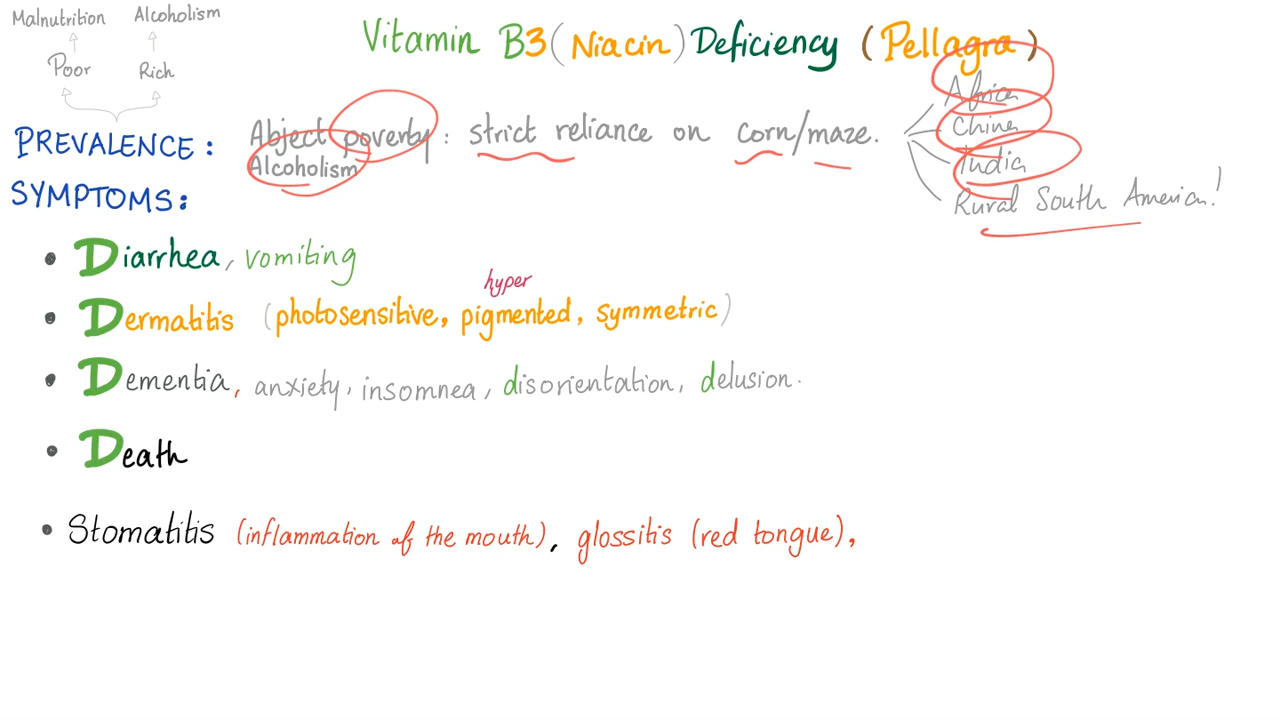 Malnutrition Alcoholism
Poor Rich
Vitamin B3 (Niacin) Deficiency (Pellagra)
PREVALENCE: Abject poverty: strict reliance on corn/maze.
Alcoholism
Africa
China
India
Rural South America!
SYMPTOMS:
• Diarrhea, vomiting
hyper
• Dermatitis (photosensitive, pigmented, symmetric)
• Dementia, anxiety, insomnea, disorientation, delusion.
• Death
• Stomatitis (inflammation of the mouth), glossitis (red tongue),